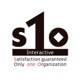 s1o
Interactive
Satisfaction guaranteed
Only one Organization